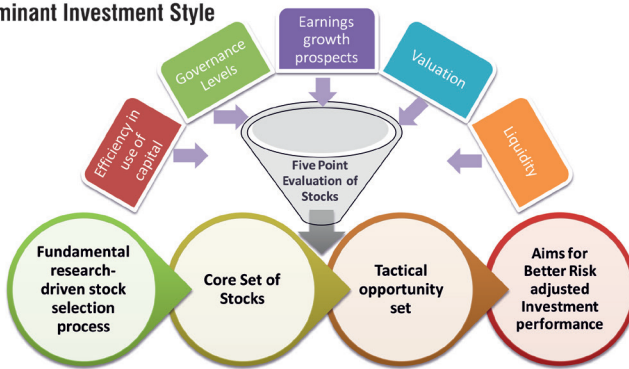 minant Investment Style
Efficiency in
use of
capital
Governance
Levels
Earnings
growth
prospects
Valuation
Liquidity
Five Point
Evaluation of
Stocks
Fundamental
research-
driven stock
selection
process
Core Set of
Stocks
Tactical
opportunity
set
Aims for
Better Risk
adjusted
Investment
performance